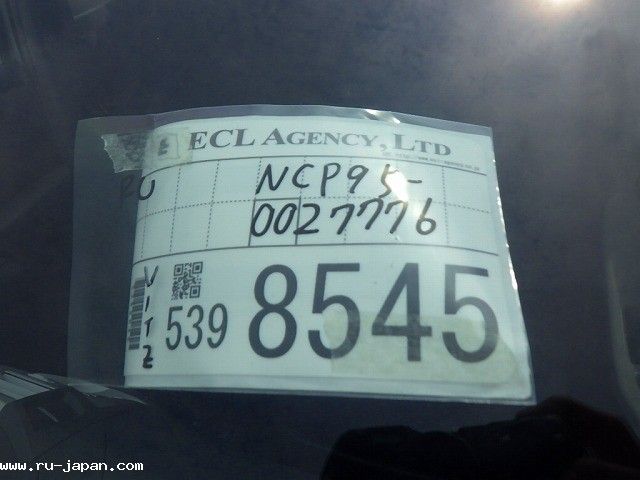 ECL AGENCY, LTD
RU
NCP95-
0027776
VITZ
539 8545
www.ru-japan.com